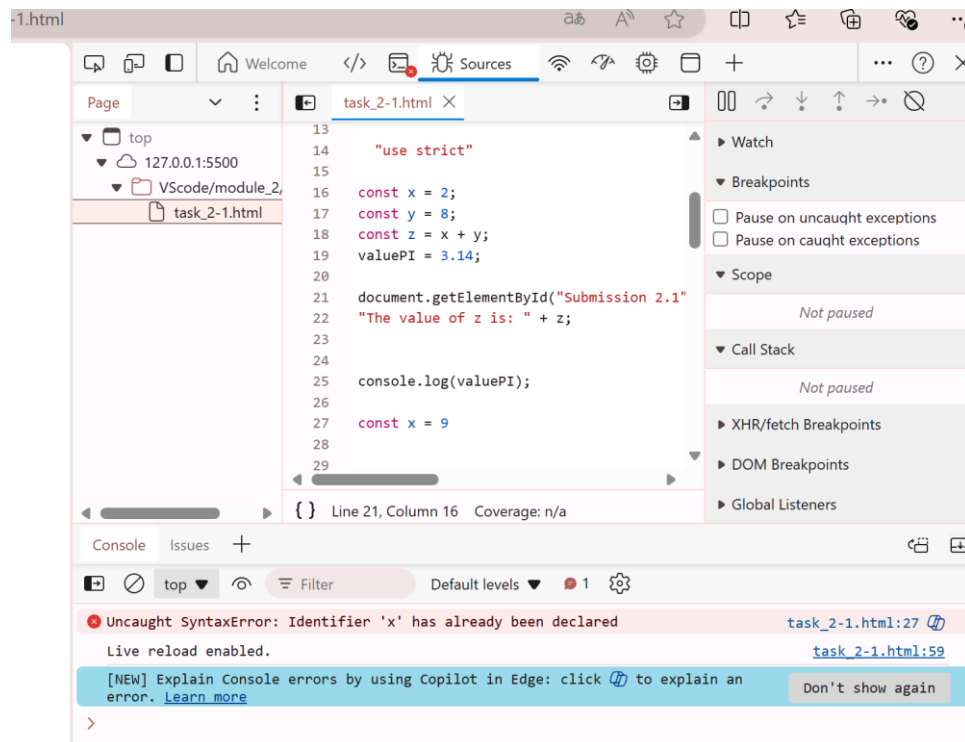 -1.html
Welcome
Sources
Page
task_2-1.html
top
127.0.0.1:5500
VScode/module_2/
task_2-1.html
13
14 "use strict"
15
16 const x = 2;
17 const y = 8;
18 const z = x + y;
19 valuePI = 3.14;
20
21 document.getElementById("Submission 2.1"
22 "The value of z is: " + z;
23
24
25 console.log(valuePI);
26
27 const x = 9
28
29
{ } Line 21, Column 16 Coverage: n/a
Watch
Breakpoints
Pause on uncaught exceptions
Pause on caught exceptions
Scope
Not paused
Call Stack
Not paused
XHR/fetch Breakpoints
DOM Breakpoints
Global Listeners
Console Issues
top Filter Default levels 1
Uncaught SyntaxError: Identifier 'x' has already been declared task_2-1.html:27
Live reload enabled. task_2-1.html:59
[NEW] Explain Console errors by using Copilot in Edge: click to explain an
error. Learn more
Don't show again